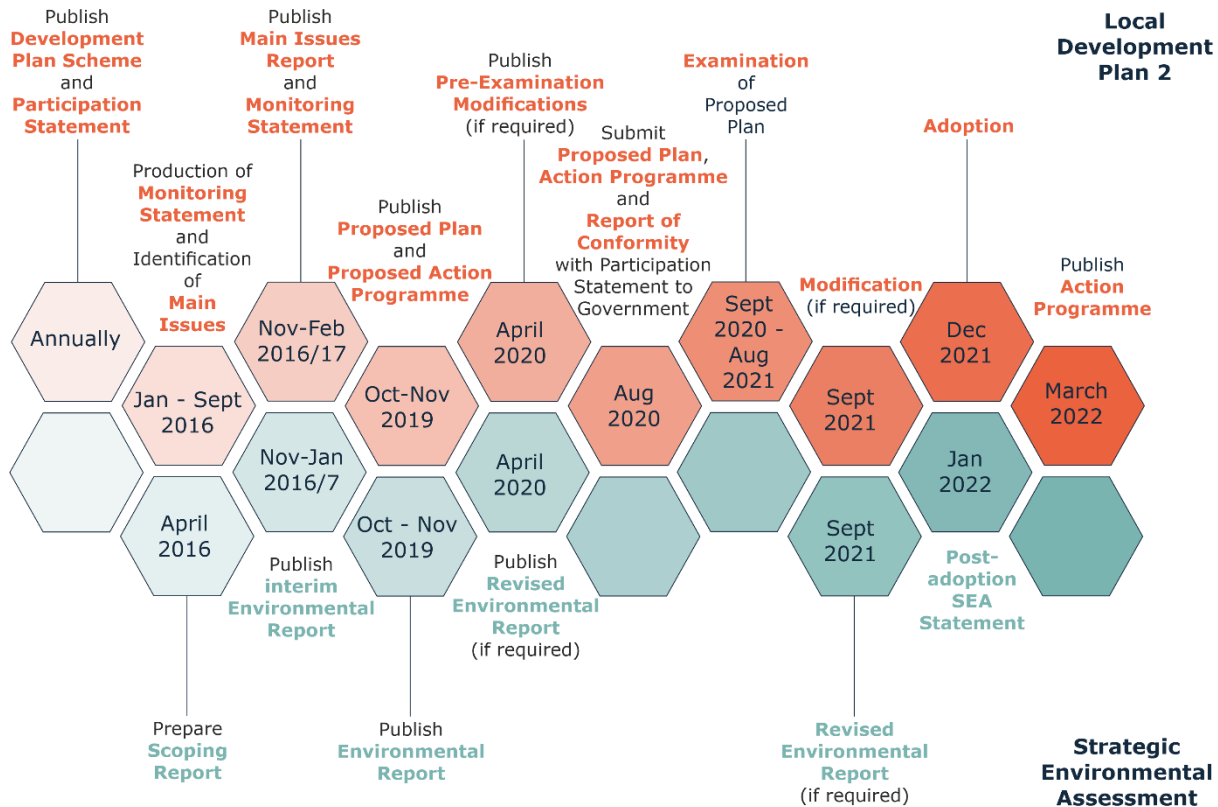 Publish
Development
Plan Scheme
and
Participation
Statement
Production of
Monitoring
Statement
and
Identification
of
Main
Issues
Publish
Main Issues
Report
and
Monitoring
Statement
Publish
Proposed Plan
and
Proposed Action
Programme
Publish
Pre-Examination
Modifications
(if required)
Submit
Proposed Plan,
Action Programme
and
Report of
Conformity
with Participation
Statement to
Government
Examination
of
Proposed
Plan
Modification
(if required)
Adoption
Publish
Action
Programme
Local
Development
Plan 2
Annually
Jan - Sept
2016
Nov-Feb
2016/17
Oct-Nov
2019
April
2020
Aug
2020
Sept
2020 -
Aug
2021
Sept
2021
Dec
2021
March
2022
April
2016
Nov-Jan
2016/7
Oct - Nov
2019
April
2020
Sept
2021
Jan
2022
Prepare
Scoping
Report
Publish
interim
Environmental
Report
Publish
Environmental
Report
Publish
Revised
Environmental
Report
(if required)
Revised
Environmental
Report
(if required)
Post-
adoption
SEA
Statement
Strategic
Environmental
Assessment